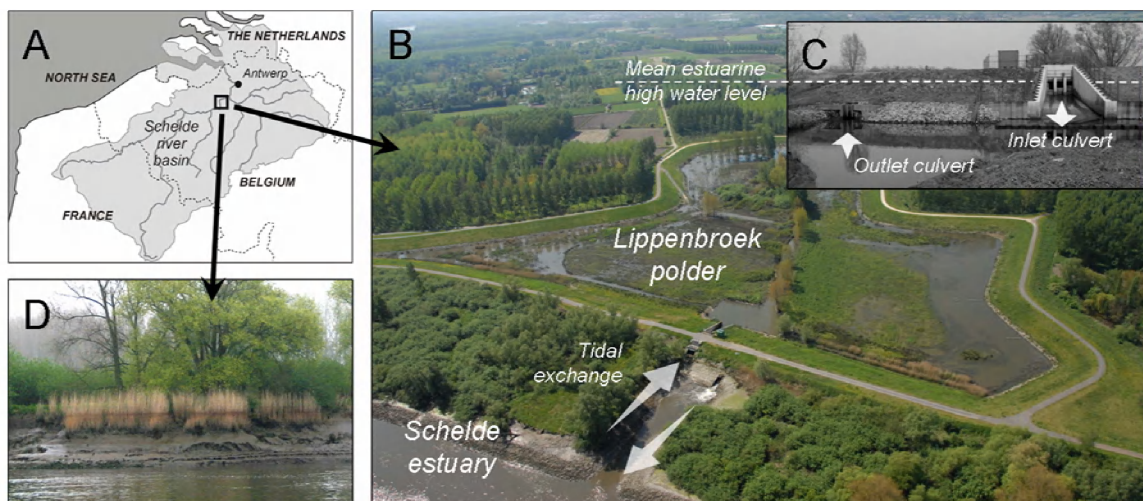 A
THE NETHERLANDS
NORTH SEA
Antwerp
Schelde
river
basin
BELGIUM
FRANCE
B
Mean estuarine
high water level
C
Inlet culvert
Outlet culvert
Lippenbroek
polder
Tidal
exchange
Schelde
estuary
D